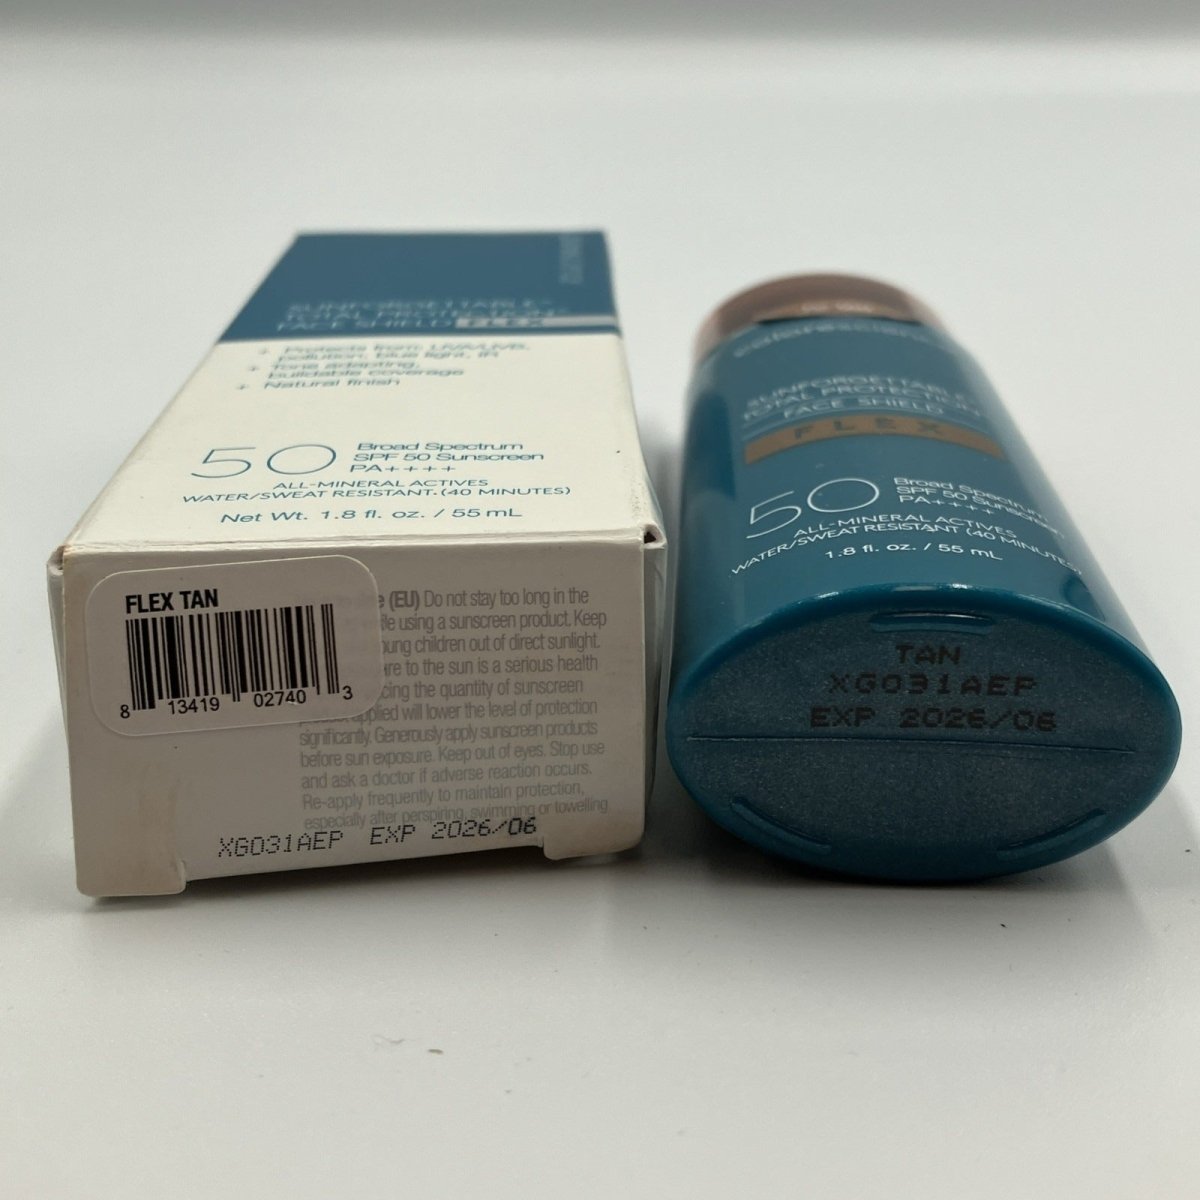 SUNFORGETTABLE™
TOTAL PROTECTION™
FACE SHIELD FLEX
+ Protects from: UVA/UVB,
pollution, blue light, IR
+ Tone adapting,
buildable coverage
+ Natural finish
50
Broad Spectrum
SPF 50 Sunscreen
PA++++
ALL-MINERAL ACTIVES
WATER/SWEAT RESISTANT (40 MINUTES)
Net Wt. 1.8 fl. oz. / 55 mL
FLEX TAN
8 13419 02740 3
(EU) Do not stay too long in the
using a sunscreen product. Keep
children out of direct sunlight.
to the sun is a serious health
the quantity of sunscreen
applied will lower the level of protection
significantly. Generously apply sunscreen products
before sun exposure. Keep out of eyes. Stop use
and ask a doctor if adverse reaction occurs.
Re-apply frequently to maintain protection,
especially after perspiring, swimming or towelling
XG031AEP EXP 2026/06
SUNFORGETTABLE
TOTAL PROTECTION
FACE SHIELD
FLEX
50
Broad Spectrum
SPF 50 Sunscreen
PA++++
ALL-MINERAL ACTIVES
WATER/SWEAT RESISTANT (40 MINUTES)
1.8 fl. oz. / 55 mL
TAN
XG031AEP
EXP 2026/06